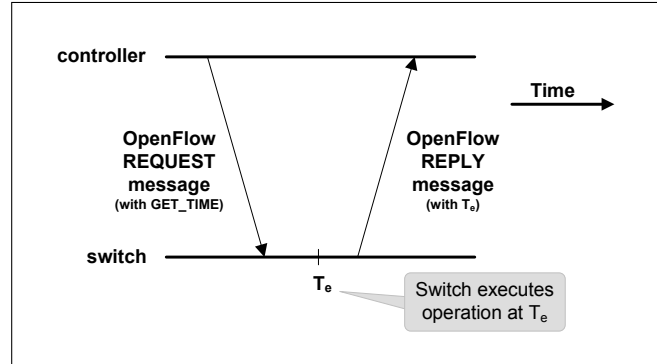 controller
Time
OpenFlow
REQUEST
message
(with GET_TIME)
OpenFlow
REPLY
message
(with Te)
switch
Te
Switch executes
operation at Te